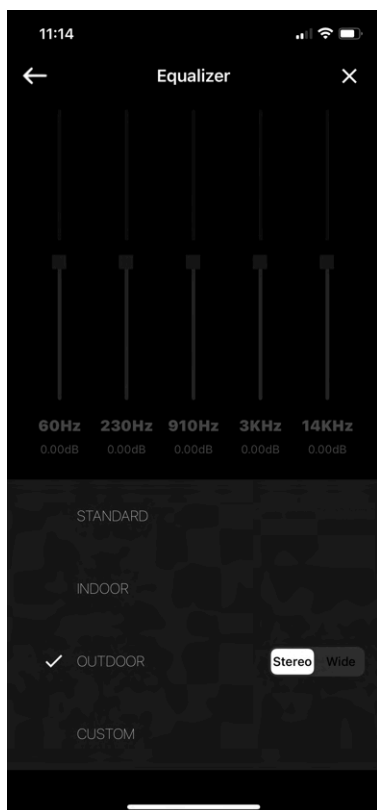 11:14
Equalizer
60Hz 230Hz 910Hz 3KHz 14KHz
0.00dB 0.00dB 0.00dB 0.00dB 0.00dB
STANDARD
INDOOR
OUTDOOR Stereo Wide
CUSTOM